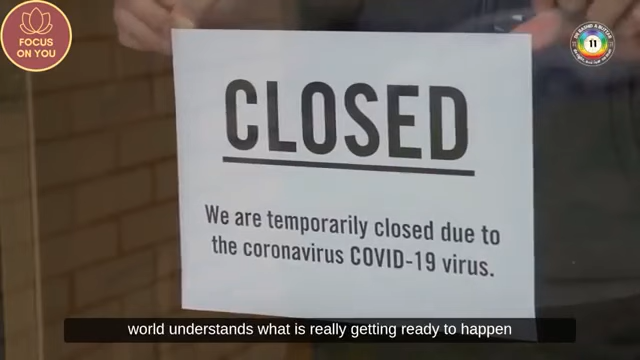 FOCUS
ON YOU
11
CLOSED
We are temporarily closed due to
the coronavirus COVID-19 virus.
world understands what is really getting ready to happen